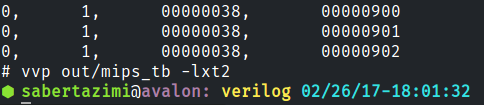 0,      1,      00000038,      00000900
0,      1,      00000038,      00000901
0,      1,      00000038,      00000902
# vvp out/mips_tb -lxt2
sabertazimi@avalon: verilog 02/26/17-18:01:32